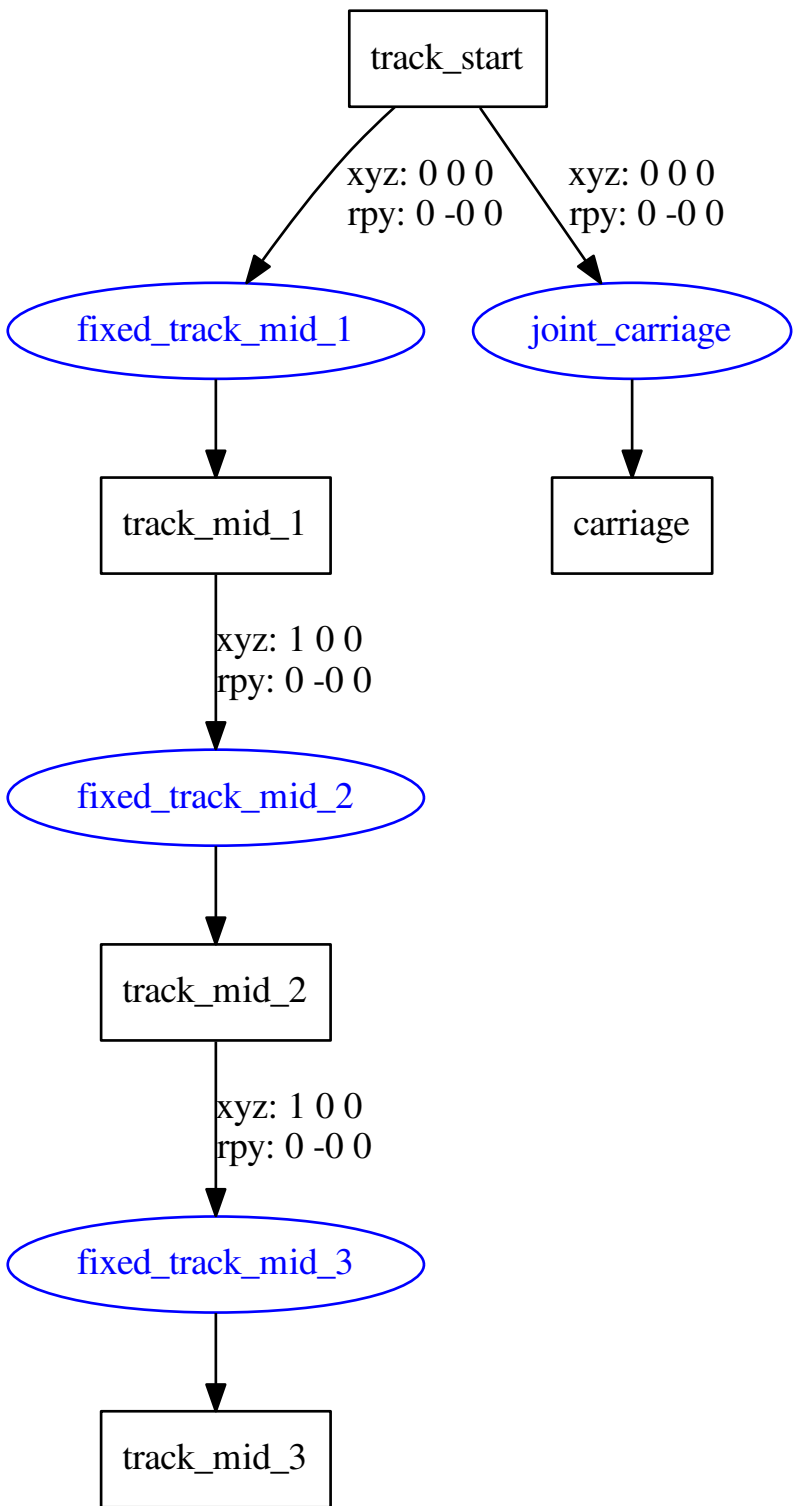 track_start
xyz: 0 0 0
rpy: 0 -0 0
xyz: 0 0 0
rpy: 0 -0 0
fixed_track_mid_1
joint_carriage
track_mid_1
carriage
xyz: 1 0 0
rpy: 0 -0 0
fixed_track_mid_2
track_mid_2
xyz: 1 0 0
rpy: 0 -0 0
fixed_track_mid_3
track_mid_3